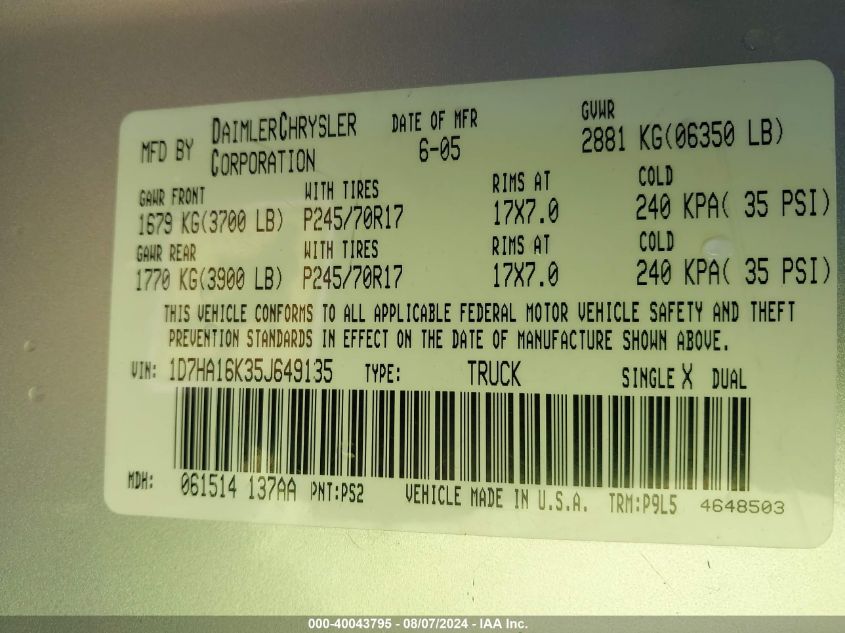 MFD BY DAIMLERCHRYSLER CORPORATION DATE OF MFR 6-05 GVWR 2881 KG(06350 LB)
GAWR FRONT WITH TIRES RIMS AT COLD
1679 KG(3700 LB) P245/70R17 17X7.0 240 KPA( 35 PSI)
GAWR REAR WITH TIRES RIMS AT COLD
1770 KG(3900 LB) P245/70R17 17X7.0 240 KPA( 35 PSI)
THIS VEHICLE CONFORMS TO ALL APPLICABLE FEDERAL MOTOR VEHICLE SAFETY AND THEFT
PREVENTION STANDARDS IN EFFECT ON THE DATE OF MANUFACTURE SHOWN ABOVE.
VIN: 1D7HA16K35J649135 TYPE: TRUCK SINGLE X DUAL
MDH: 061514 137AA PNT:PS2 VEHICLE MADE IN U.S.A. TRM:P9L5 4648503
000-40043795 - 08/07/2024 - IAA Inc.